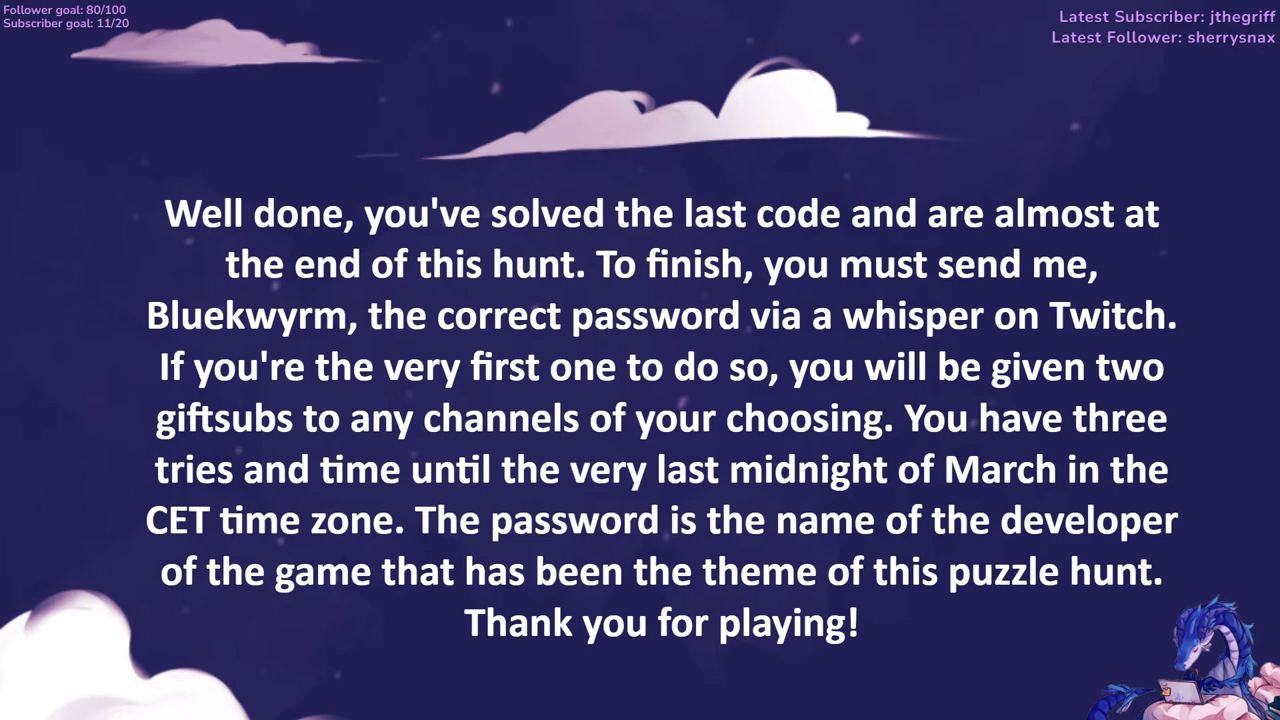 Follower goal: 80/100
Subscriber goal: 11/20
Latest Subscriber: jthegriff
Latest Follower: sherrysnax
Well done, you've solved the last code and are almost at
the end of this hunt. To finish, you must send me,
Bluekwyrm, the correct password via a whisper on Twitch.
If you're the very first one to do so, you will be given two
giftsubs to any channels of your choosing. You have three
tries and time until the very last midnight of March in the
CET time zone. The password is the name of the developer
of the game that has been the theme of this puzzle hunt.
Thank you for playing!